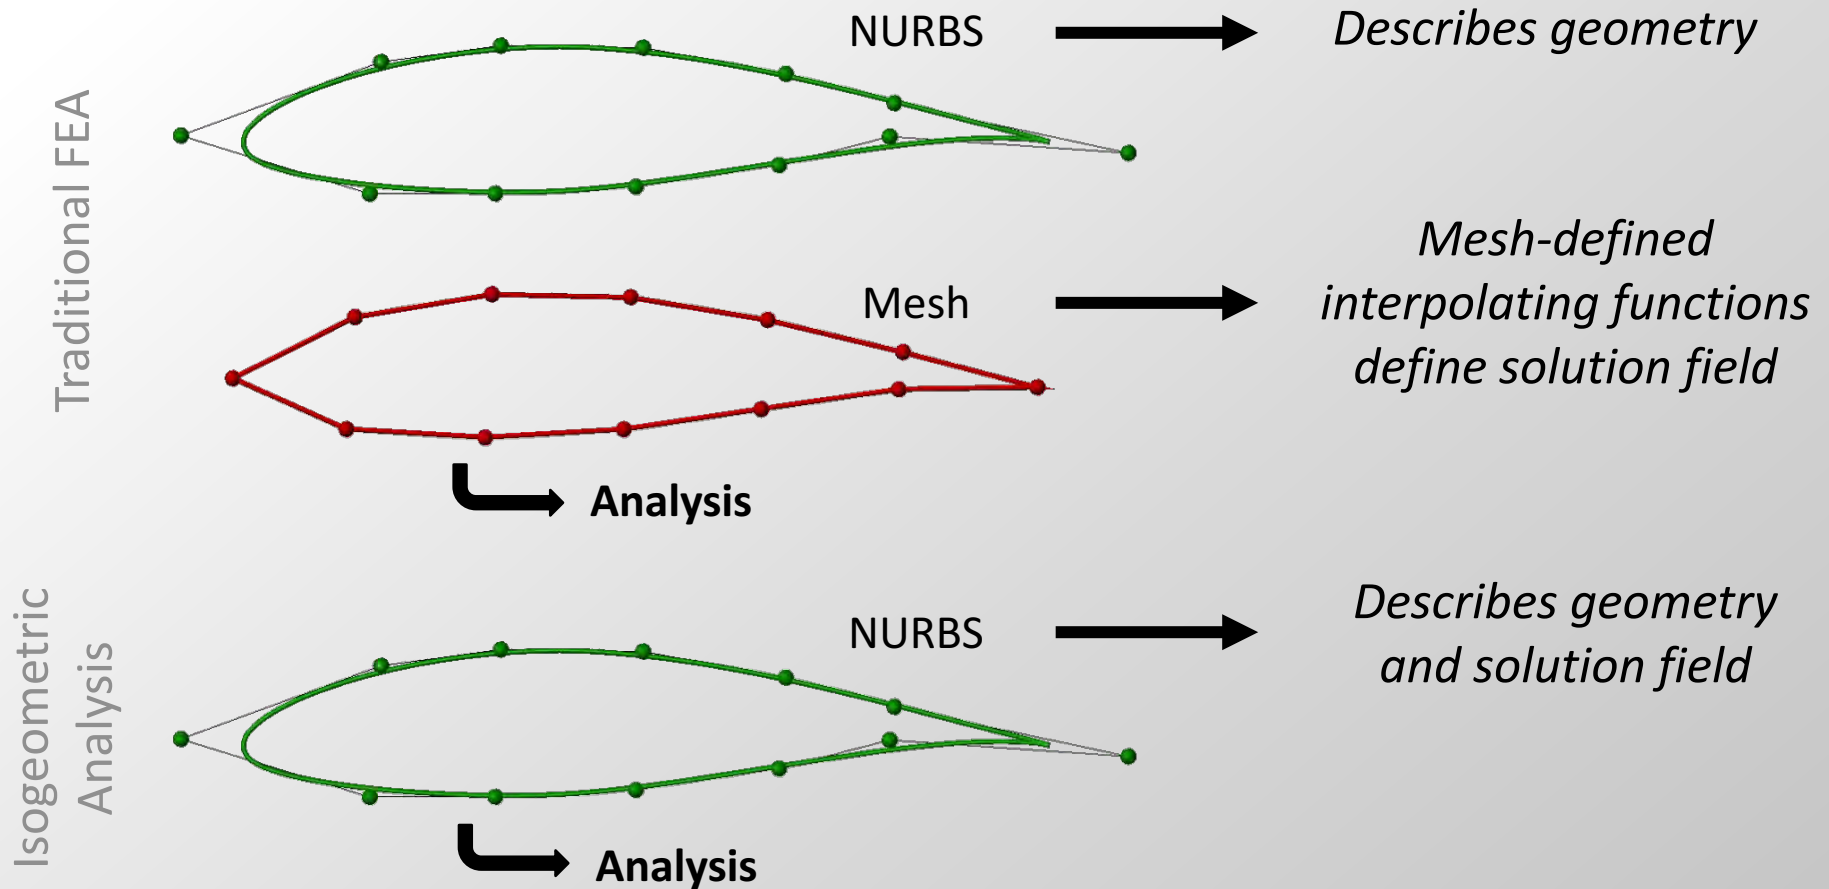 Traditional FEA
NURBS
Describes geometry
Mesh
Mesh-defined
interpolating functions
define solution field
Analysis
Isogeometric
Analysis
NURBS
Describes geometry
and solution field
Analysis